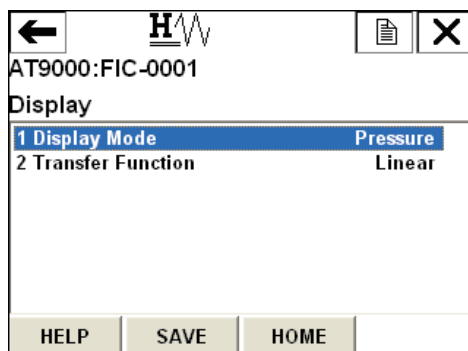 H
AT9000:FIC-0001
Display
1 Display Mode Pressure
2 Transfer Function Linear
HELP SAVE HOME